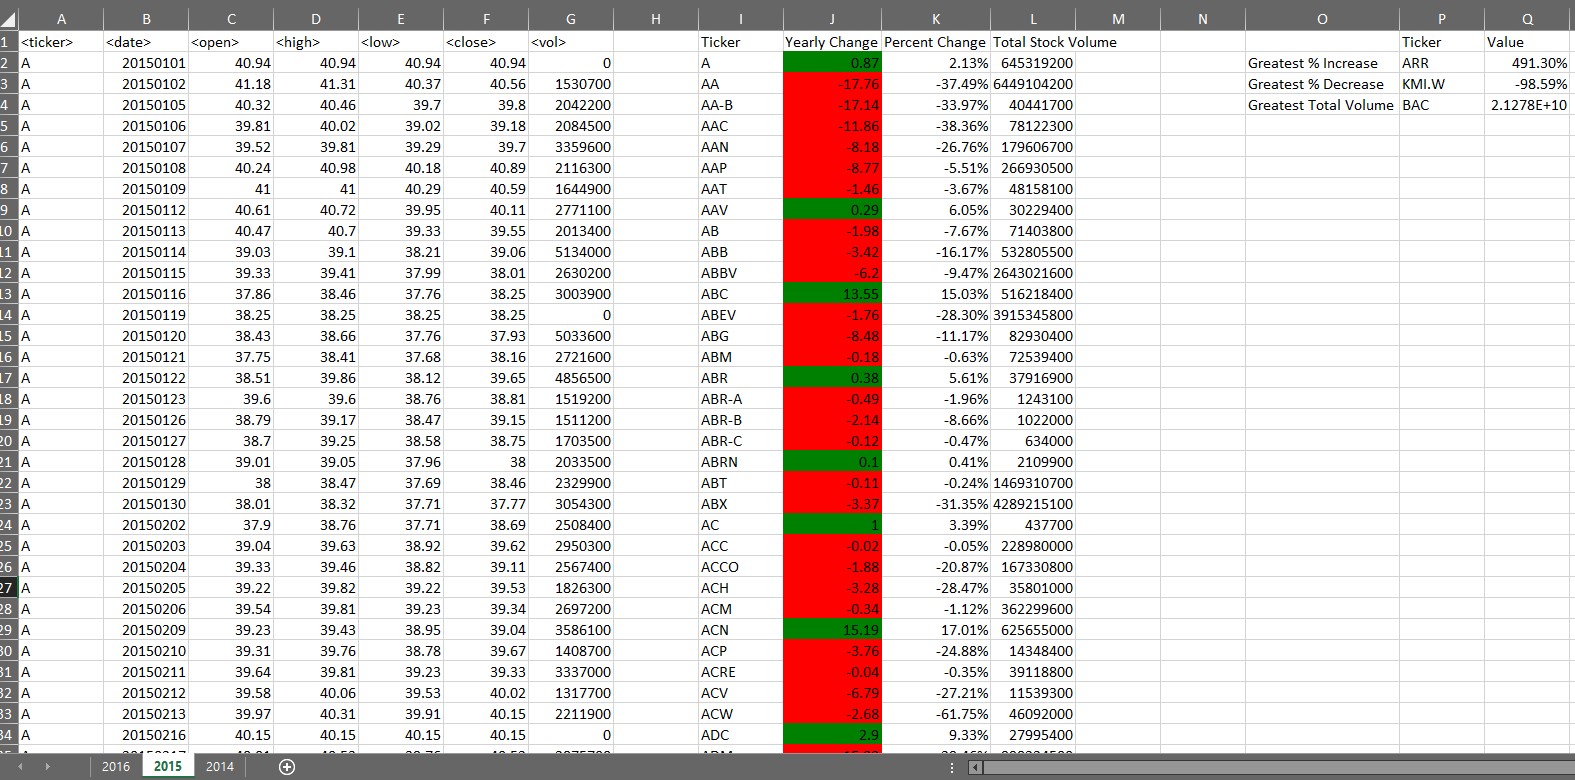 A B C D E F G H I J K L M N O P Q
1 <ticker> <date> <open> <high> <low> <close> <vol> Ticker Yearly Change Percent Change Total Stock Volume Ticker Value
2 A 20150101 40.94 40.94 40.94 40.94 0 A 0.87 2.13% 645319200 Greatest % Increase ARR 491.30%
3 A 20150102 41.18 41.31 40.37 40.56 1530700 AA -17.76 -37.49% 6449104200 Greatest % Decrease KMI.W -98.59%
4 A 20150105 40.32 40.46 39.7 39.8 2042200 AA-B -17.14 -33.97% 40441700 Greatest Total Volume BAC 2.1278E+10
5 A 20150106 39.81 40.02 39.02 39.18 2084500 AAC -11.86 -38.36% 78122300
6 A 20150107 39.52 39.81 39.29 39.7 3359600 AAN -8.18 -26.76% 179606700
7 A 20150108 40.24 40.98 40.18 40.89 2116300 AAP -8.77 -5.51% 266930500
8 A 20150109 41 41 40.29 40.59 1644900 AAT -1.46 -3.67% 48158100
9 A 20150112 40.61 40.72 39.95 40.11 2771100 AAV 0.29 6.05% 30229400
10 A 20150113 40.47 40.7 39.33 39.55 2013400 AB -1.98 -7.67% 71403800
11 A 20150114 39.03 39.1 38.21 39.06 5134000 ABB -3.42 -16.17% 532805500
12 A 20150115 39.33 39.41 37.99 38.01 2630200 ABBV -6.2 -9.47% 2643021600
13 A 20150116 37.86 38.46 37.76 38.25 3003900 ABC 13.55 15.03% 516218400
14 A 20150119 38.25 38.25 38.25 38.25 0 ABEV -1.76 -28.30% 3915345800
15 A 20150120 38.43 38.66 37.76 37.93 5033600 ABG -8.48 -11.17% 82930400
16 A 20150121 37.75 38.41 37.68 38.16 2721600 ABM -0.18 -0.63% 72539400
17 A 20150122 38.51 39.86 38.12 39.65 4856500 ABR 0.38 5.61% 37916900
18 A 20150123 39.6 39.6 38.76 38.81 1519200 ABR-A -0.49 -1.96% 1243100
19 A 20150126 38.79 39.17 38.47 39.15 1511200 ABR-B -2.14 -8.66% 1022000
20 A 20150127 38.7 39.25 38.58 38.75 1703500 ABR-C -0.12 -0.47% 634000
21 A 20150128 39.01 39.05 37.96 38 2033500 ABRN 0.1 0.41% 2109900
22 A 20150129 38 38.47 37.69 38.46 2329900 ABT -0.11 -0.24% 1469310700
23 A 20150130 38.01 38.32 37.71 37.77 3054300 ABX -3.37 -31.35% 4289215100
24 A 20150202 37.9 38.76 37.71 38.69 2508400 AC 1 3.39% 437700
25 A 20150203 39.04 39.63 38.92 39.62 2950300 ACC -0.02 -0.05% 228980000
26 A 20150204 39.33 39.46 38.82 39.11 2567400 ACCO -1.88 -20.87% 167330800
27 A 20150205 39.22 39.82 39.22 39.53 1826300 ACH -3.28 -28.47% 35801000
28 A 20150206 39.54 39.81 39.23 39.34 2697200 ACM -0.34 -1.12% 362299600
29 A 20150209 39.23 39.43 38.95 39.04 3586100 ACN 15.19 17.01% 625655000
30 A 20150210 39.31 39.76 38.78 39.67 1408700 ACP -3.76 -24.88% 14348400
31 A 20150211 39.64 39.81 39.23 39.33 3337000 ACRE -0.04 -0.35% 39118800
32 A 20150212 39.58 40.06 39.53 40.02 1317700 ACV -6.79 -27.21% 11539300
33 A 20150213 39.97 40.31 39.91 40.15 2211900 ACW -2.68 -61.75% 46092000
34 A 20150216 40.15 40.15 40.15 40.15 0 ADC 2.9 9.33% 27995400
2016 2015 2014